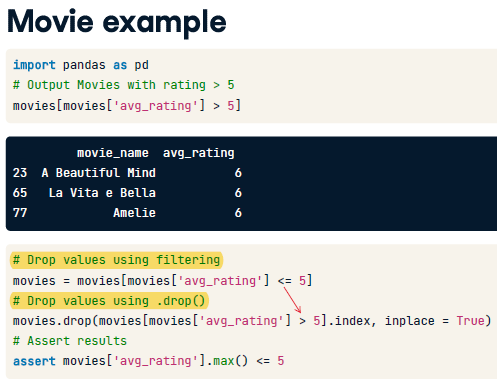 Movie example
import pandas as pd
# Output Movies with rating > 5
movies[movies['avg_rating'] > 5]
movie_name  avg_rating
23  A Beautiful Mind  6
65  La Vita e Bella  6
77  Amelie  6
# Drop values using filtering
movies = movies[movies['avg_rating'] <= 5]
# Drop values using .drop()
movies.drop(movies[movies['avg_rating'] > 5].index, inplace = True)
# Assert results
assert movies['avg_rating'].max() <= 5